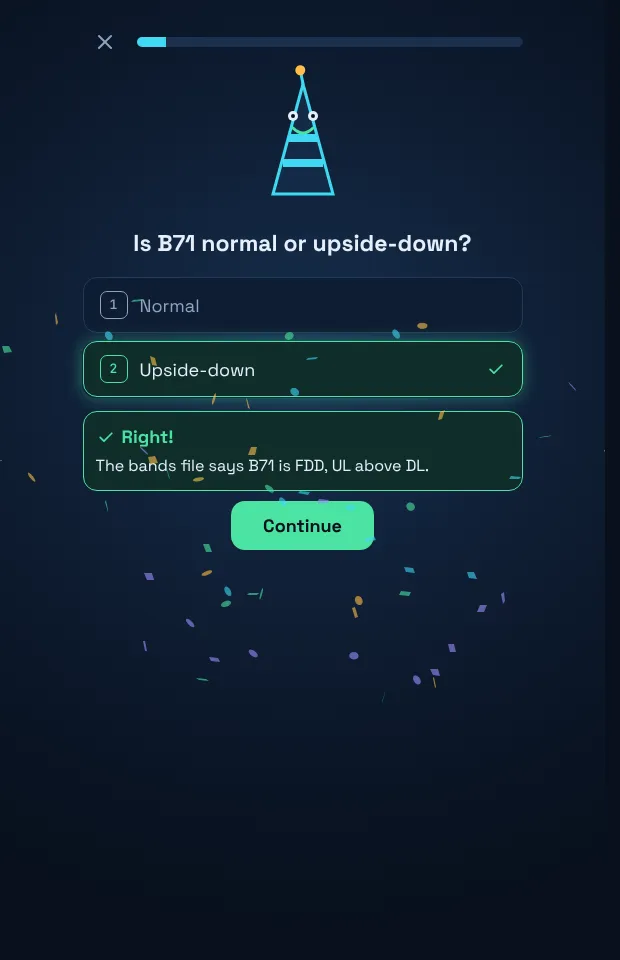 Is B71 normal or upside-down?
1 Normal
2 Upside-down
Right!
The bands file says B71 is FDD, UL above DL.
Continue